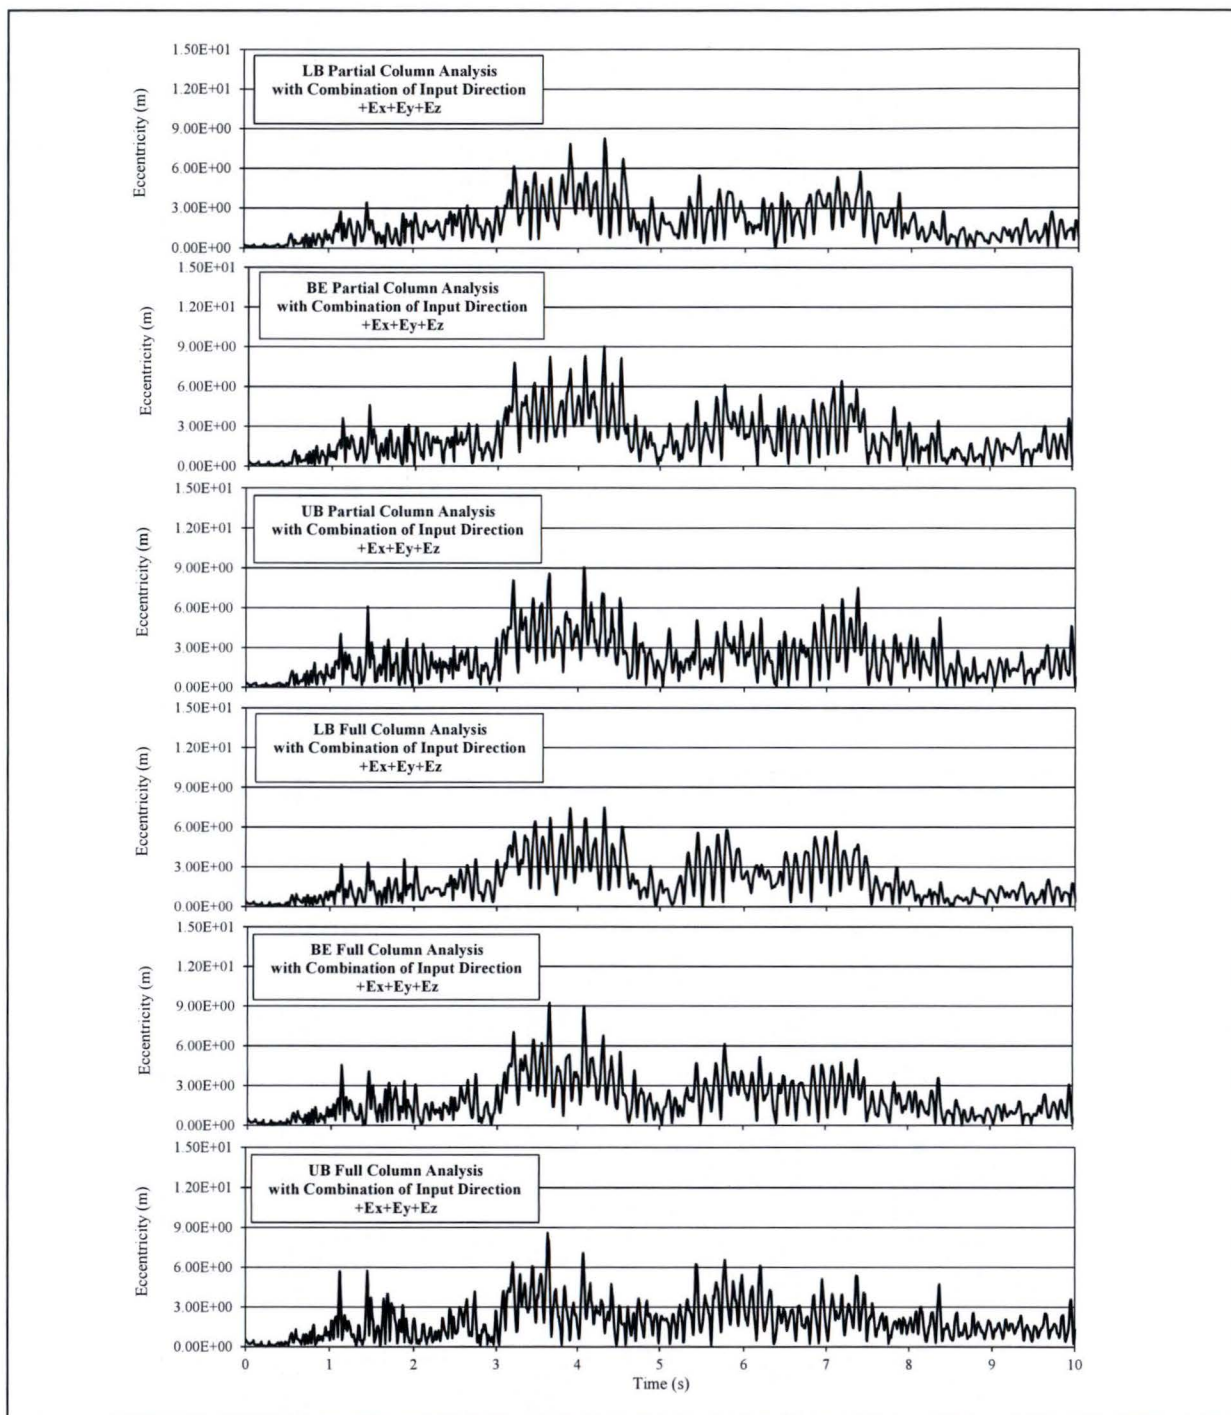 1.50E+01
1.20E+01
9.00E+00
6.00E+00
3.00E+00
0.00E+00
Eccentricity (m)
LB Partial Column Analysis
with Combination of Input Direction
+Ex+Ey+Ez
1.50E+01
1.20E+01
9.00E+00
6.00E+00
3.00E+00
0.00E+00
Eccentricity (m)
BE Partial Column Analysis
with Combination of Input Direction
+Ex+Ey+Ez
1.50E+01
1.20E+01
9.00E+00
6.00E+00
3.00E+00
0.00E+00
Eccentricity (m)
UB Partial Column Analysis
with Combination of Input Direction
+Ex+Ey+Ez
1.50E+01
1.20E+01
9.00E+00
6.00E+00
3.00E+00
0.00E+00
Eccentricity (m)
LB Full Column Analysis
with Combination of Input Direction
+Ex+Ey+Ez
1.50E+01
1.20E+01
9.00E+00
6.00E+00
3.00E+00
0.00E+00
Eccentricity (m)
BE Full Column Analysis
with Combination of Input Direction
+Ex+Ey+Ez
1.50E+01
1.20E+01
9.00E+00
6.00E+00
3.00E+00
0.00E+00
Eccentricity (m)
UB Full Column Analysis
with Combination of Input Direction
+Ex+Ey+Ez
0 1 2 3 4 5 6 7 8 9 10
Time (s)